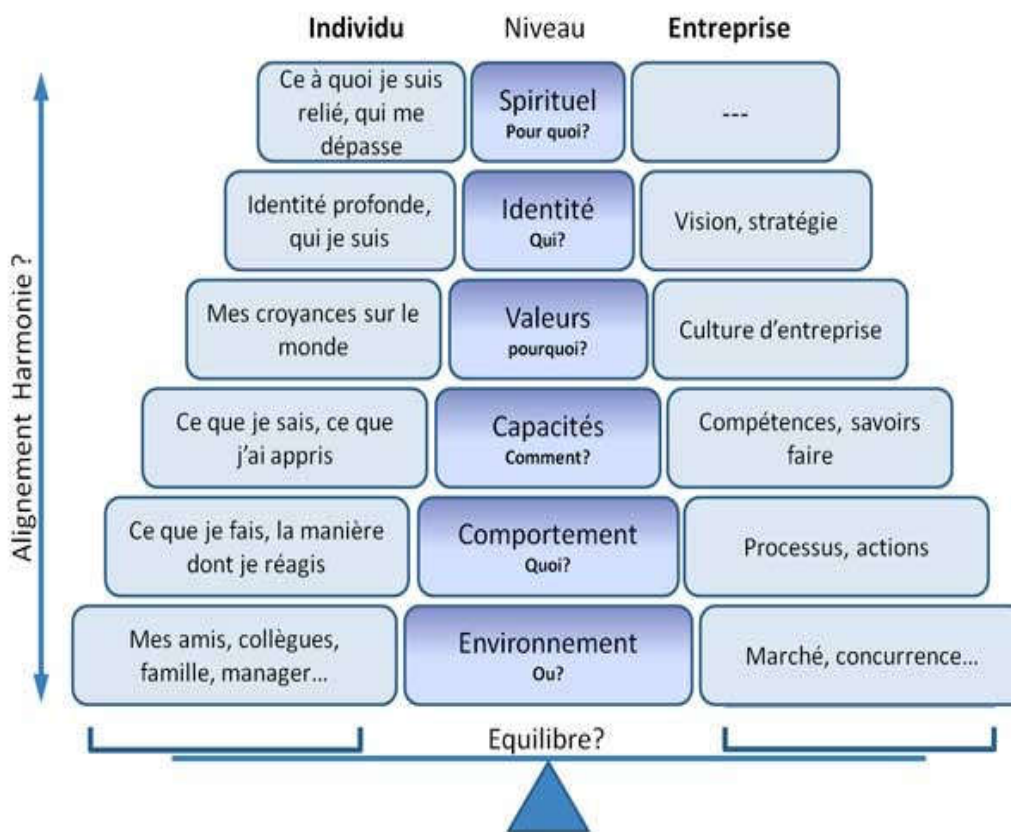 Individu Niveau Entreprise
Ce à quoi je suis
relié, qui me
dépasse
Spirituel
Pour quoi?
---
Identité profonde,
qui je suis
Identité
Qui?
Vision, stratégie
Mes croyances sur le
monde
Valeurs
pourquoi?
Culture d'entreprise
Ce que je sais, ce que
j'ai appris
Capacités
Comment?
Compétences, savoirs
faire
Ce que je fais, la manière
dont je réagis
Comportement
Quoi?
Processus, actions
Mes amis, collègues,
famille, manager...
Environnement
Ou?
Marché, concurrence...
Alignement Harmonie ?
Equilibre?